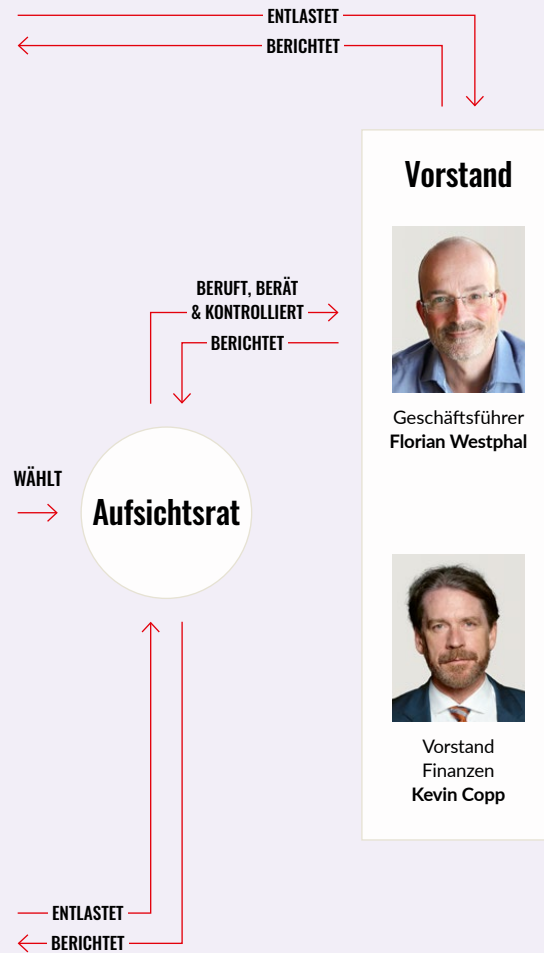 ENTLASTET
BERICHTET
Vorstand
BERUFT, BERÄT
& KONTROLLIERT
BERICHTET
Geschäftsführer
Florian Westphal
WÄHLT
Aufsichtsrat
Vorstand
Finanzen
Kevin Copp
ENTLASTET
BERICHTET